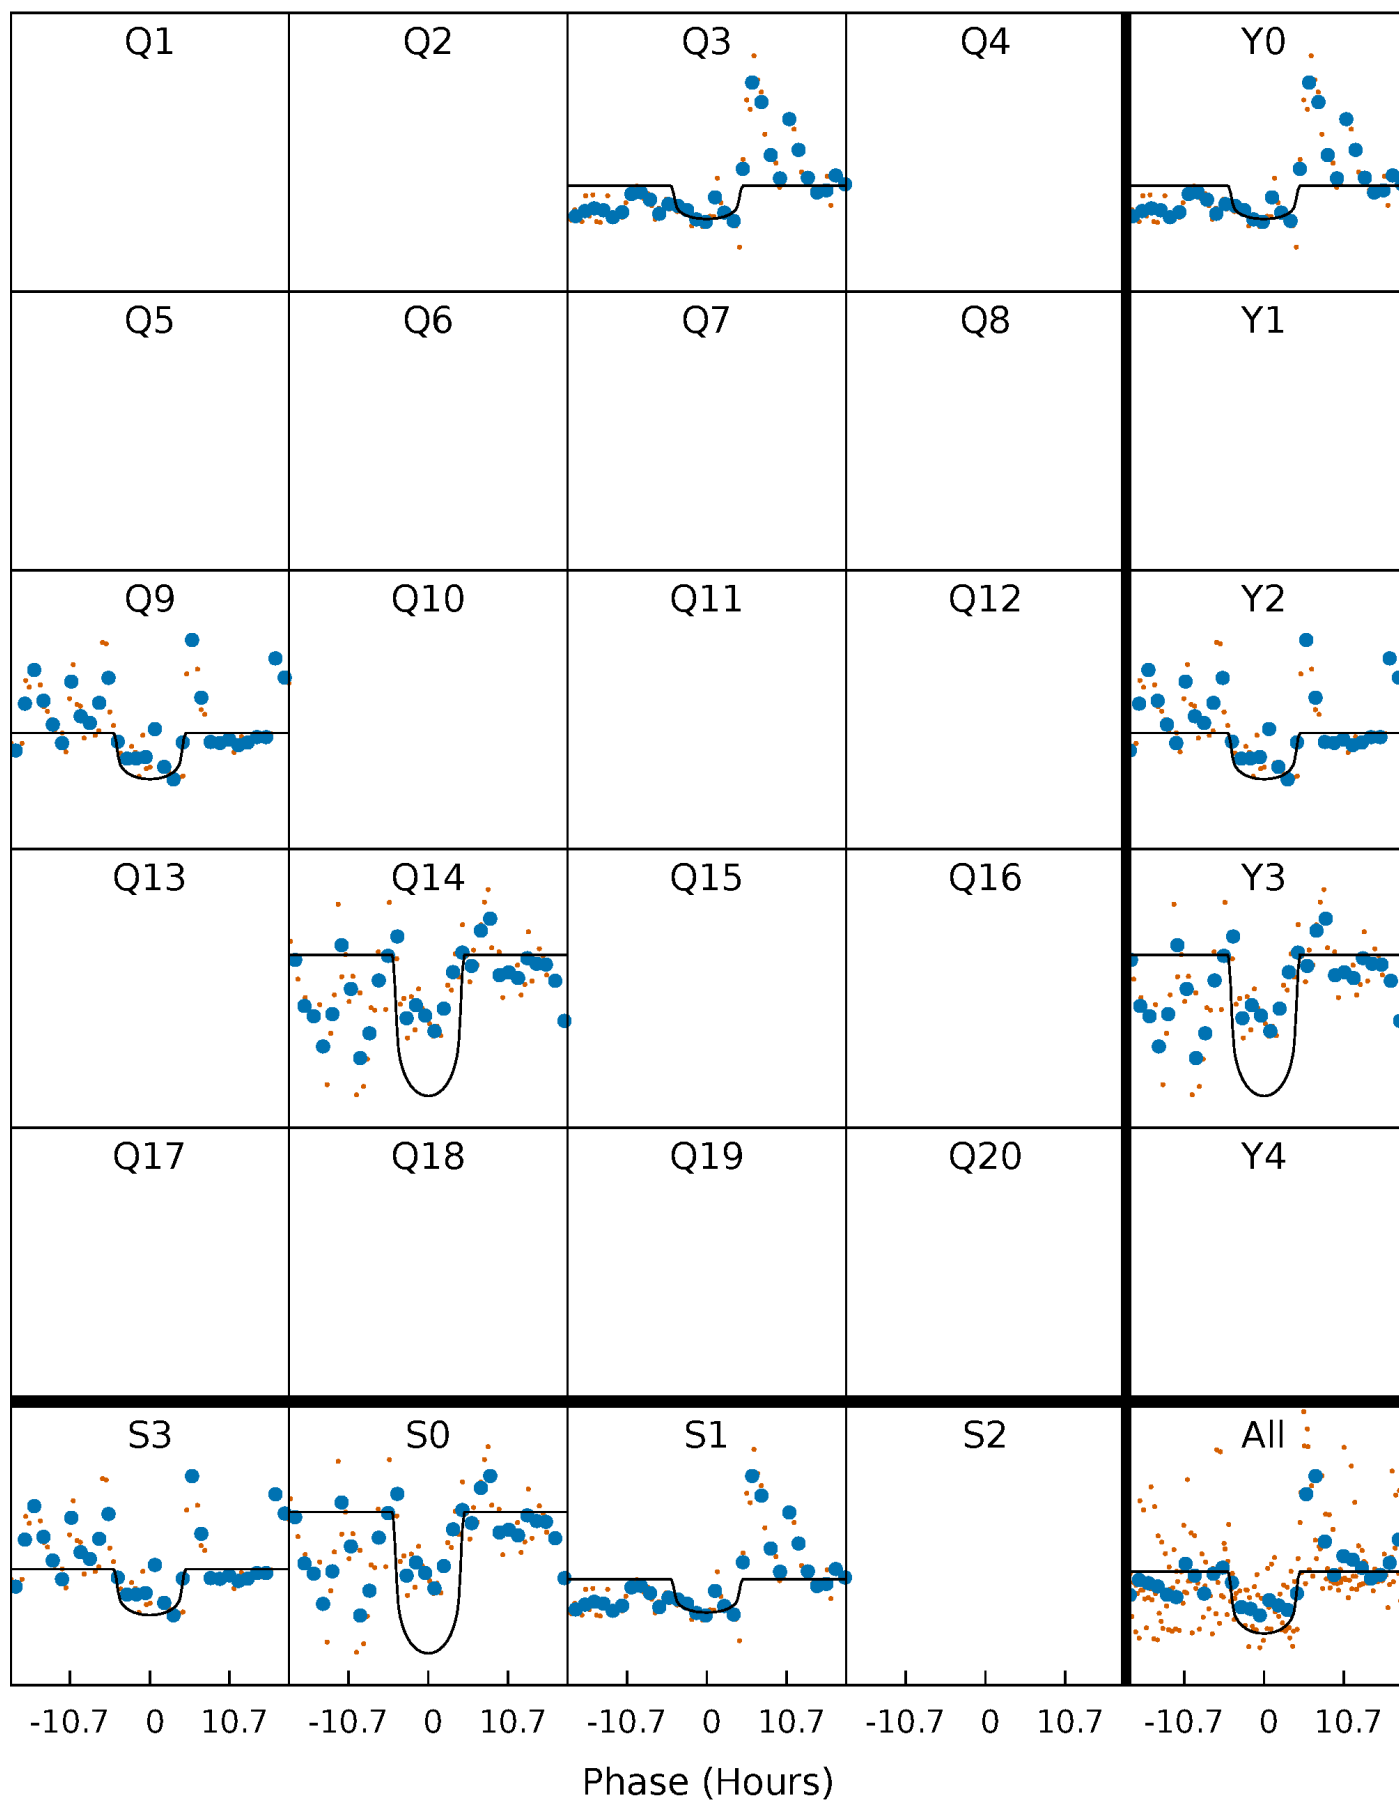 Q1 Q2 Q3 Q4 Y0
Q5 Q6 Q7 Q8 Y1
Q9 Q10 Q11 Q12 Y2
Q13 Q14 Q15 Q16 Y3
Q17 Q18 Q19 Q20 Y4
S3 S0 S1 S2 All
-10.7 0 10.7 -10.7 0 10.7 -10.7 0 10.7 -10.7 0 10.7 -10.7 0 10.7
Phase (Hours)